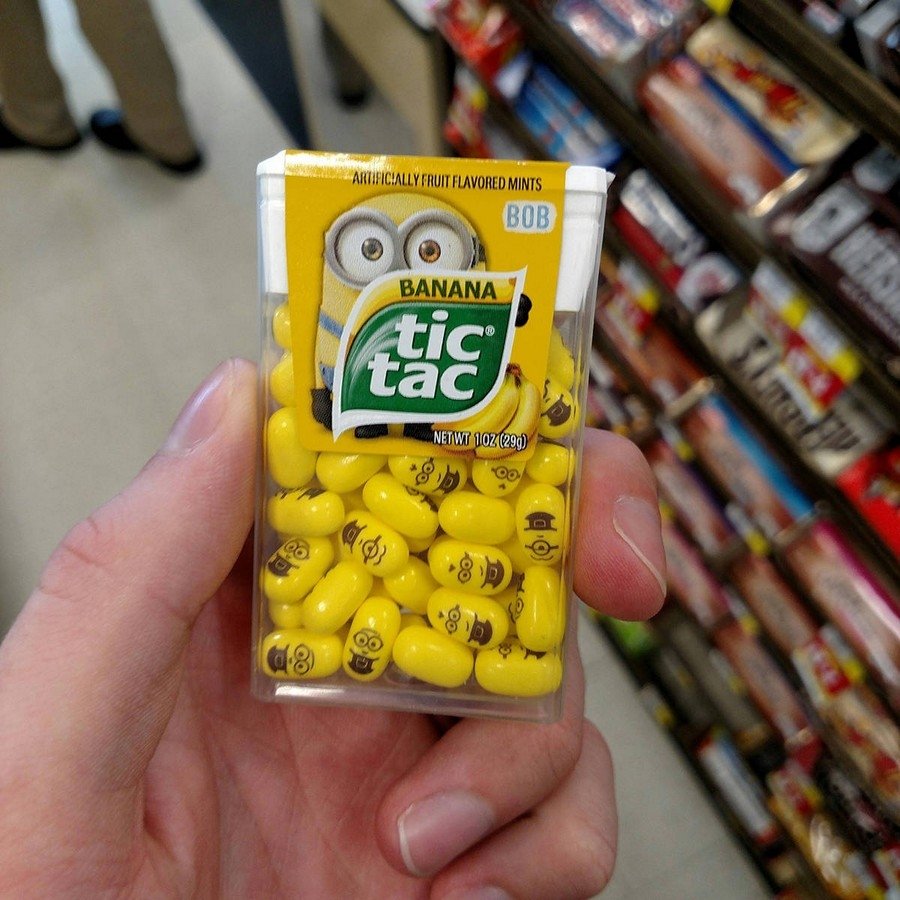 ARTIFICIALLY FRUIT FLAVORED MINTS
BOB
BANANA
tic®
tac
NET WT 1 OZ (29g)